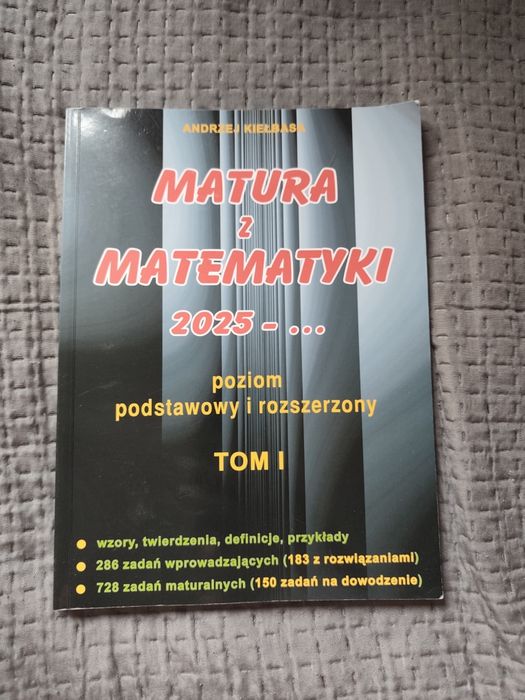 ANDRZEJ KIEŁBASA
MATURA
Z
MATEMATYKI
2025 - ...
poziom
podstawowy i rozszerzony
TOM I
wzory, twierdzenia, definicje, przykłady
286 zadań wprowadzających (183 z rozwiązaniami)
728 zadań maturalnych (150 zadań na dowodzenie)